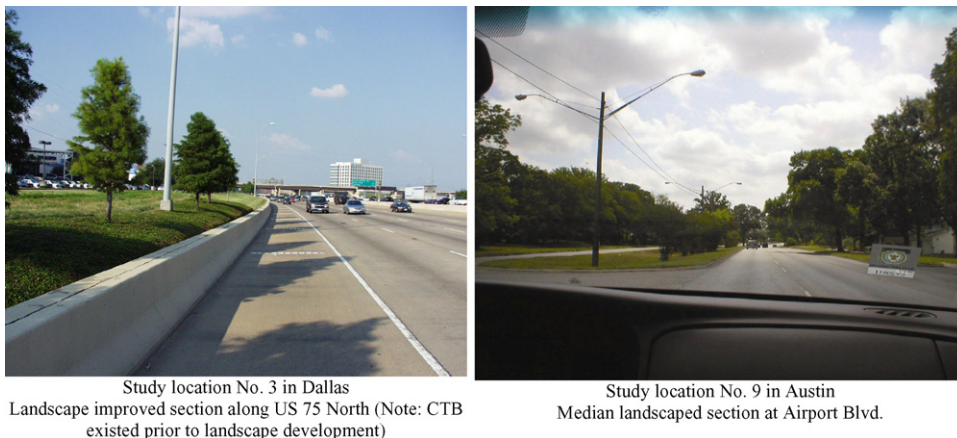 Study location No. 3 in Dallas
Landscape improved section along US 75 North (Note: CTB
existed prior to landscape development)
Study location No. 9 in Austin
Median landscaped section at Airport Blvd.